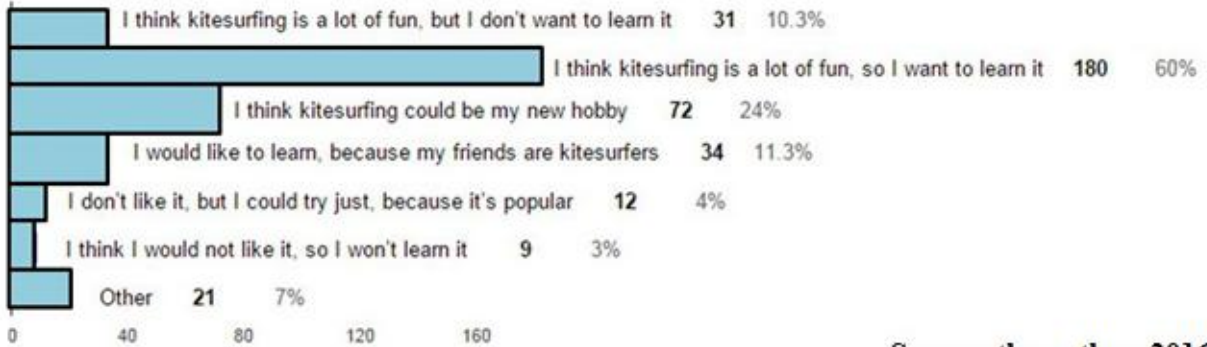 I think kitesurfing is a lot of fun, but I don't want to learn it 31 10.3%
I think kitesurfing is a lot of fun, so I want to learn it 180 60%
I think kitesurfing could be my new hobby 72 24%
I would like to learn, because my friends are kitesurfers 34 11.3%
I don't like it, but I could try just, because it's popular 12 4%
I think I would not like it, so I won't learn it 9 3%
Other 21 7%
0 40 80 120 160